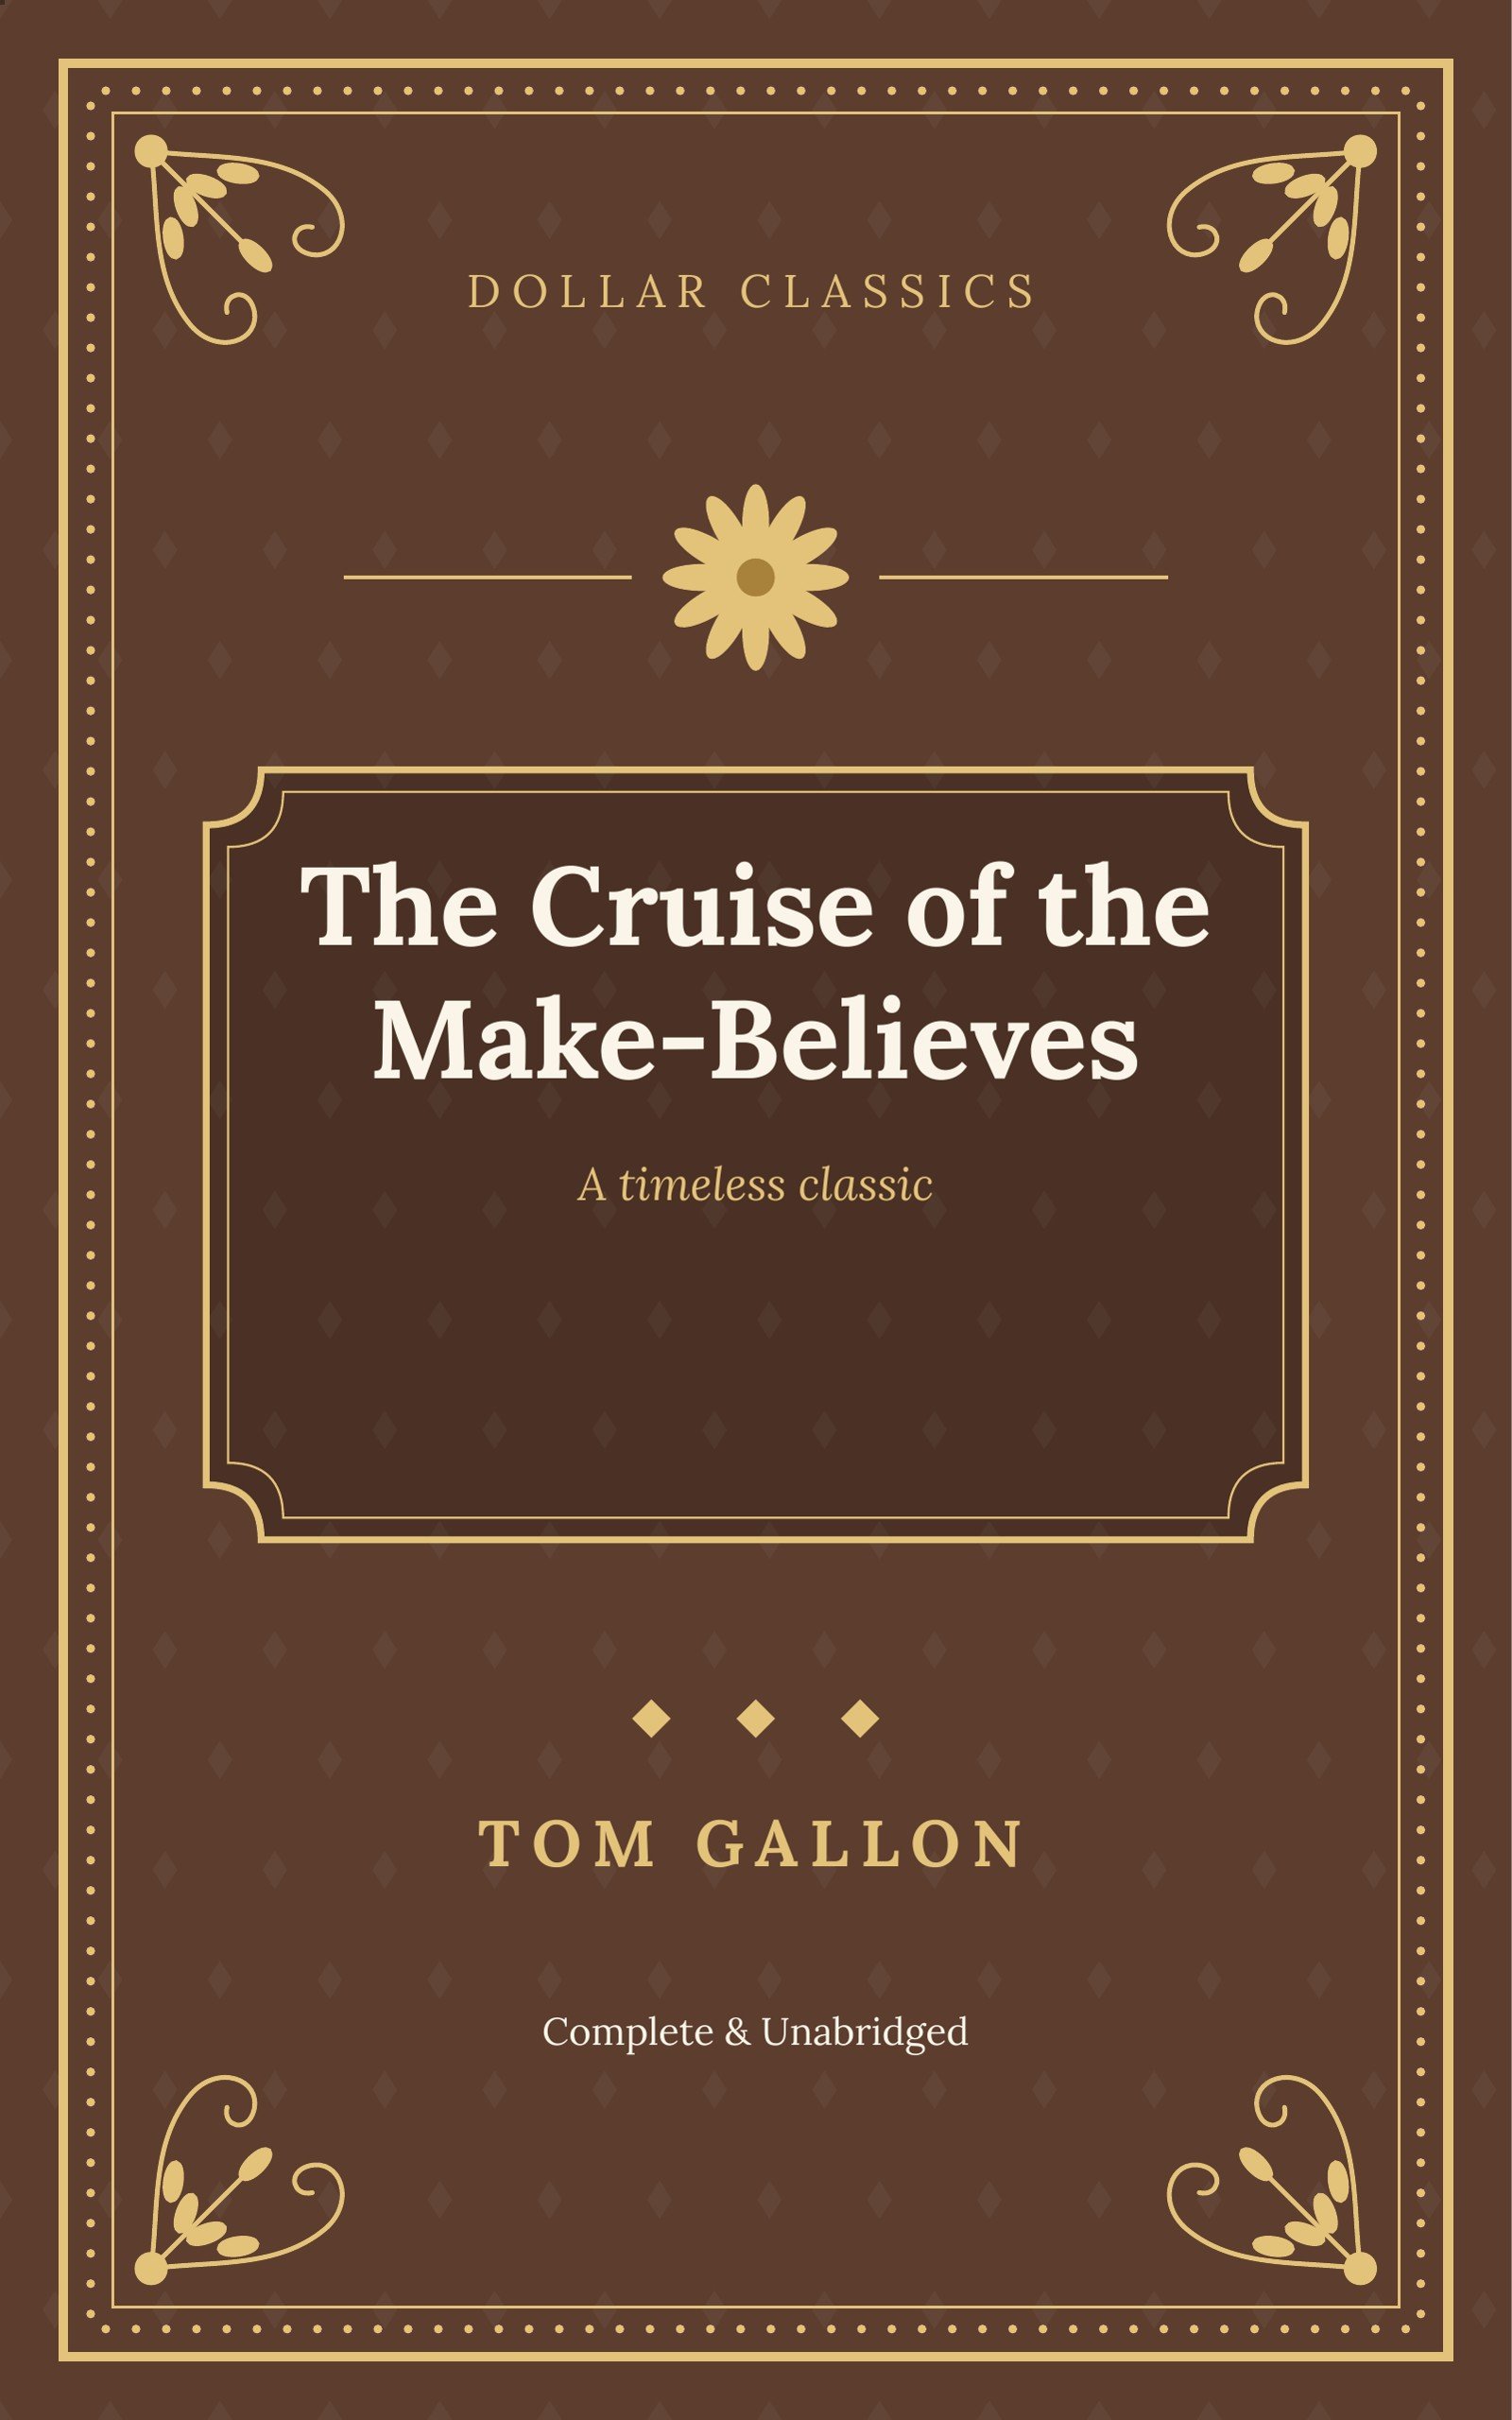 DOLLAR CLASSICS
The Cruise of the
Make-Believes
A timeless classic
TOM GALLON
Complete & Unabridged